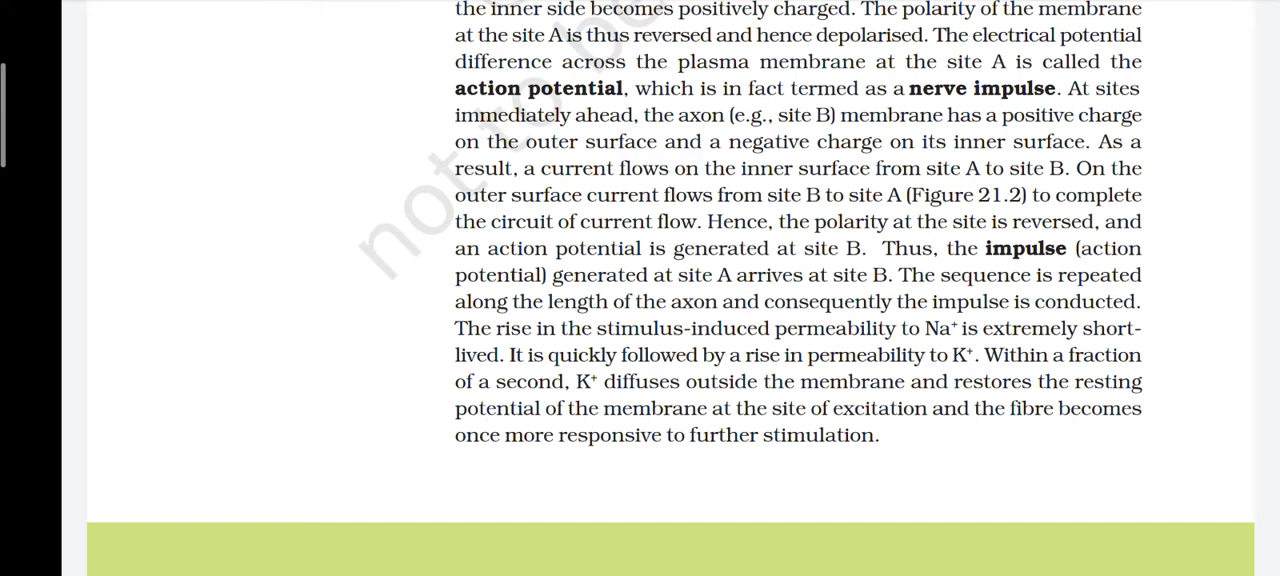 the inner side becomes positively charged. The polarity of the membrane
at the site A is thus reversed and hence depolarised. The electrical potential
difference across the plasma membrane at the site A is called the
action potential, which is in fact termed as a nerve impulse. At sites
immediately ahead, the axon (e.g., site B) membrane has a positive charge
on the outer surface and a negative charge on its inner surface. As a
result, a current flows on the inner surface from site A to site B. On the
outer surface current flows from site B to site A (Figure 21.2) to complete
the circuit of current flow. Hence, the polarity at the site is reversed, and
an action potential is generated at site B. Thus, the impulse (action
potential) generated at site A arrives at site B. The sequence is repeated
along the length of the axon and consequently the impulse is conducted.
The rise in the stimulus-induced permeability to Na⁺ is extremely short-
lived. It is quickly followed by a rise in permeability to K⁺. Within a fraction
of a second, K⁺ diffuses outside the membrane and restores the resting
potential of the membrane at the site of excitation and the fibre becomes
once more responsive to further stimulation.
not to be